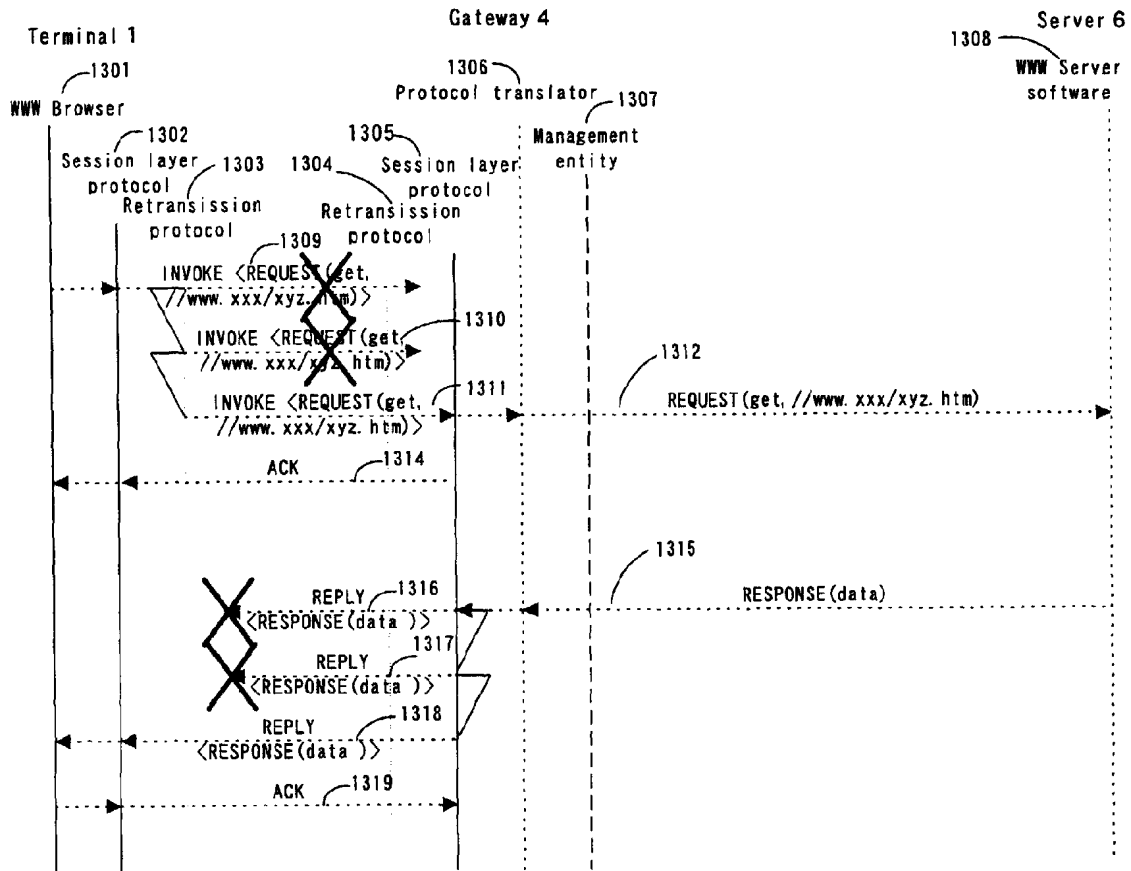 Gateway 4
Server 6
Terminal 1
1308
1301
1306
WWW Server
software
WWW Browser
Protocol translator
1307
1302
1305
Management
entity
Session layer
protocol
1303
1304
Session layer
protocol
Retransission
protocol
Retransission
protocol
1309
INVOKE <REQUEST(get,
//www. xxx/xyz. htm)>
1310
INVOKE <REQUEST(get,
//www. xxx/xyz. htm)>
1312
1311
INVOKE <REQUEST(get,
//www. xxx/xyz. htm)>
REQUEST(get, //www. xxx/xyz. htm)
ACK
1314
1315
REPLY
1316
RESPONSE(data)
<RESPONSE(data )>
1317
REPLY
<RESPONSE(data )>
1318
REPLY
<RESPONSE(data )>
ACK
1319